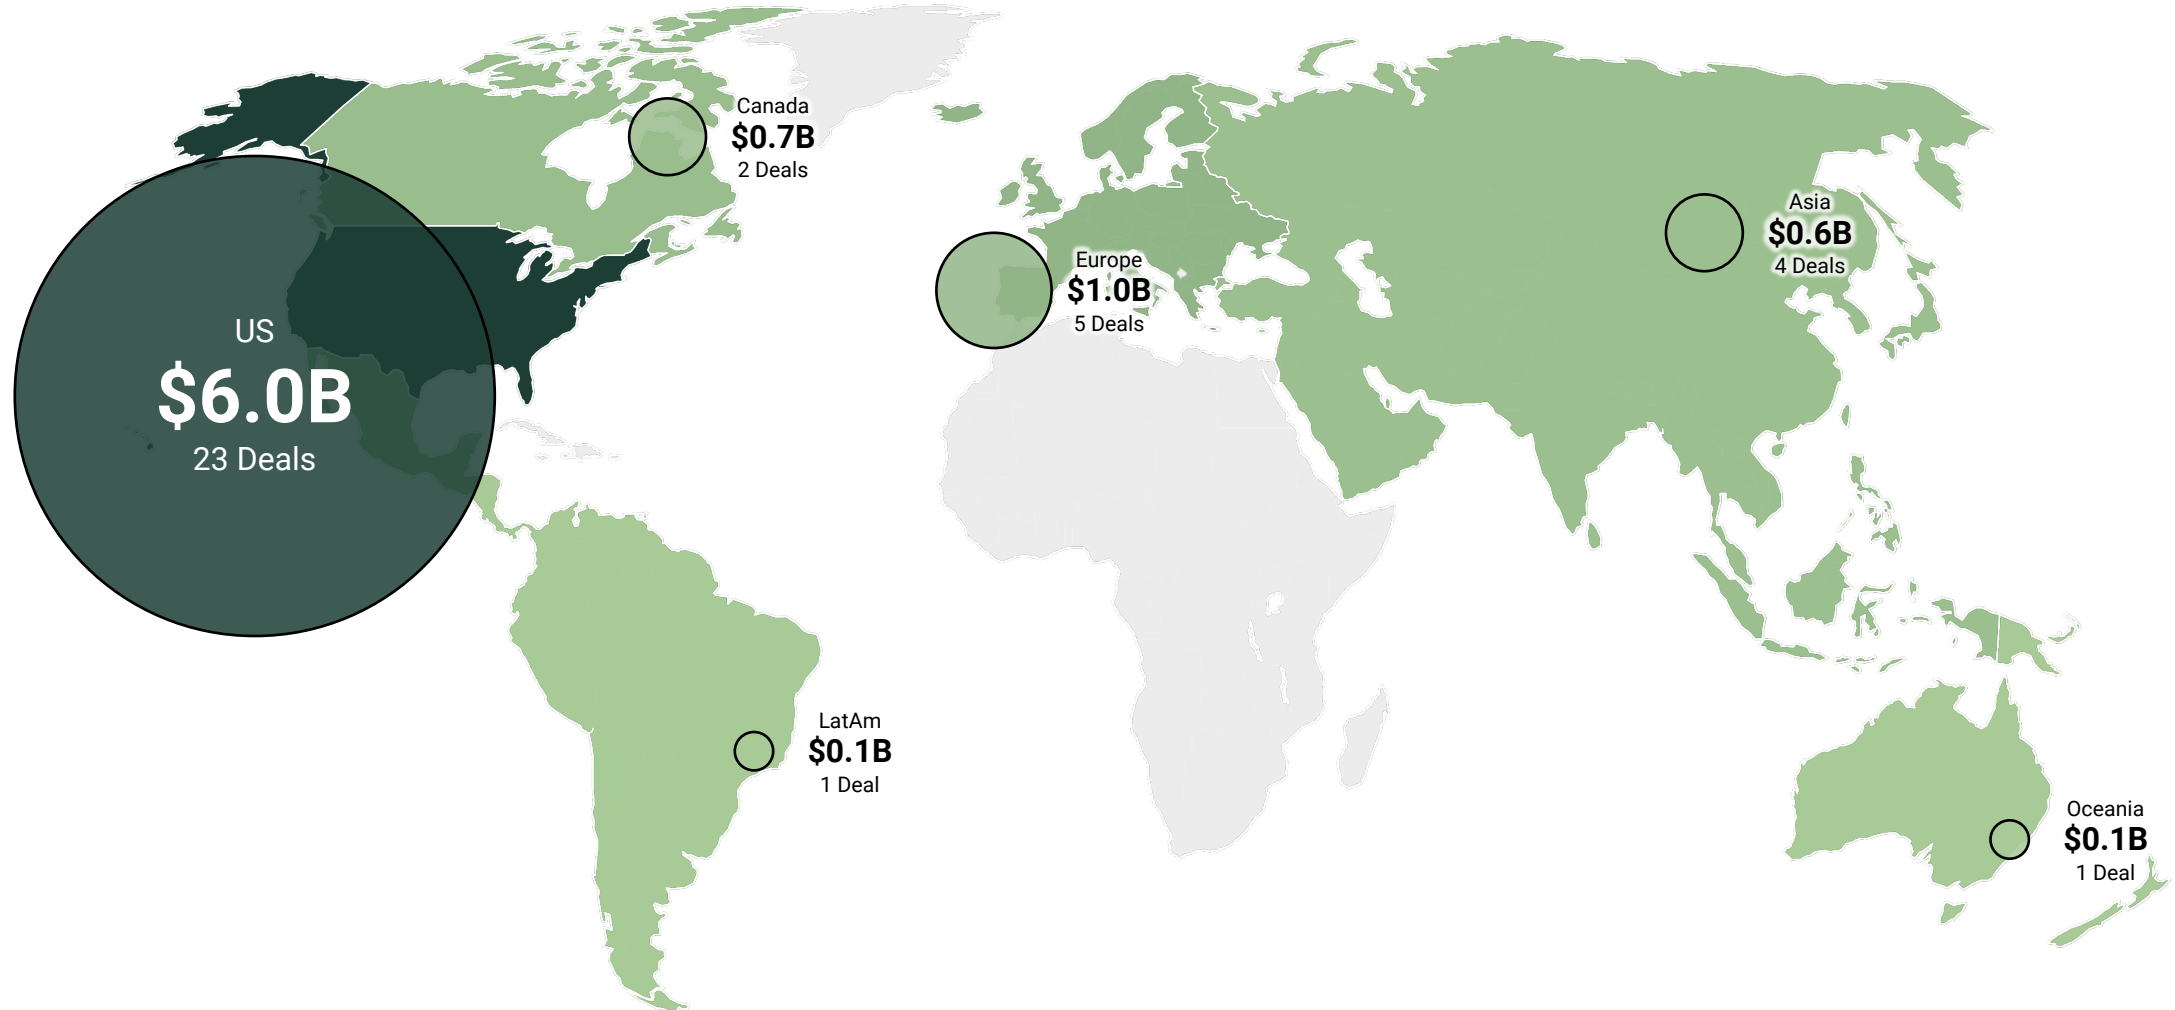 Canada
$0.7B
2 Deals
Asia
$0.6B
4 Deals
Europe
$1.0B
5 Deals
US
$6.0B
23 Deals
LatAm
$0.1B
1 Deal
Oceania
$0.1B
1 Deal